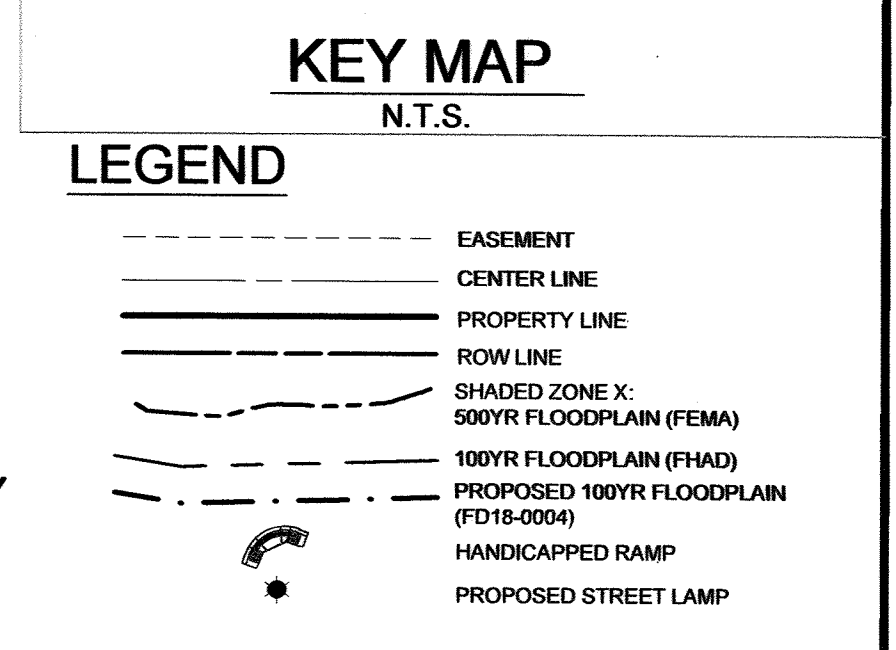 KEY MAP
N.T.S.
LEGEND
EASEMENT
CENTER LINE
PROPERTY LINE
ROW LINE
SHADED ZONE X:
500YR FLOODPLAIN (FEMA)
100YR FLOODPLAIN (FHAD)
PROPOSED 100YR FLOODPLAIN
(FD18-0004)
HANDICAPPED RAMP
PROPOSED STREET LAMP